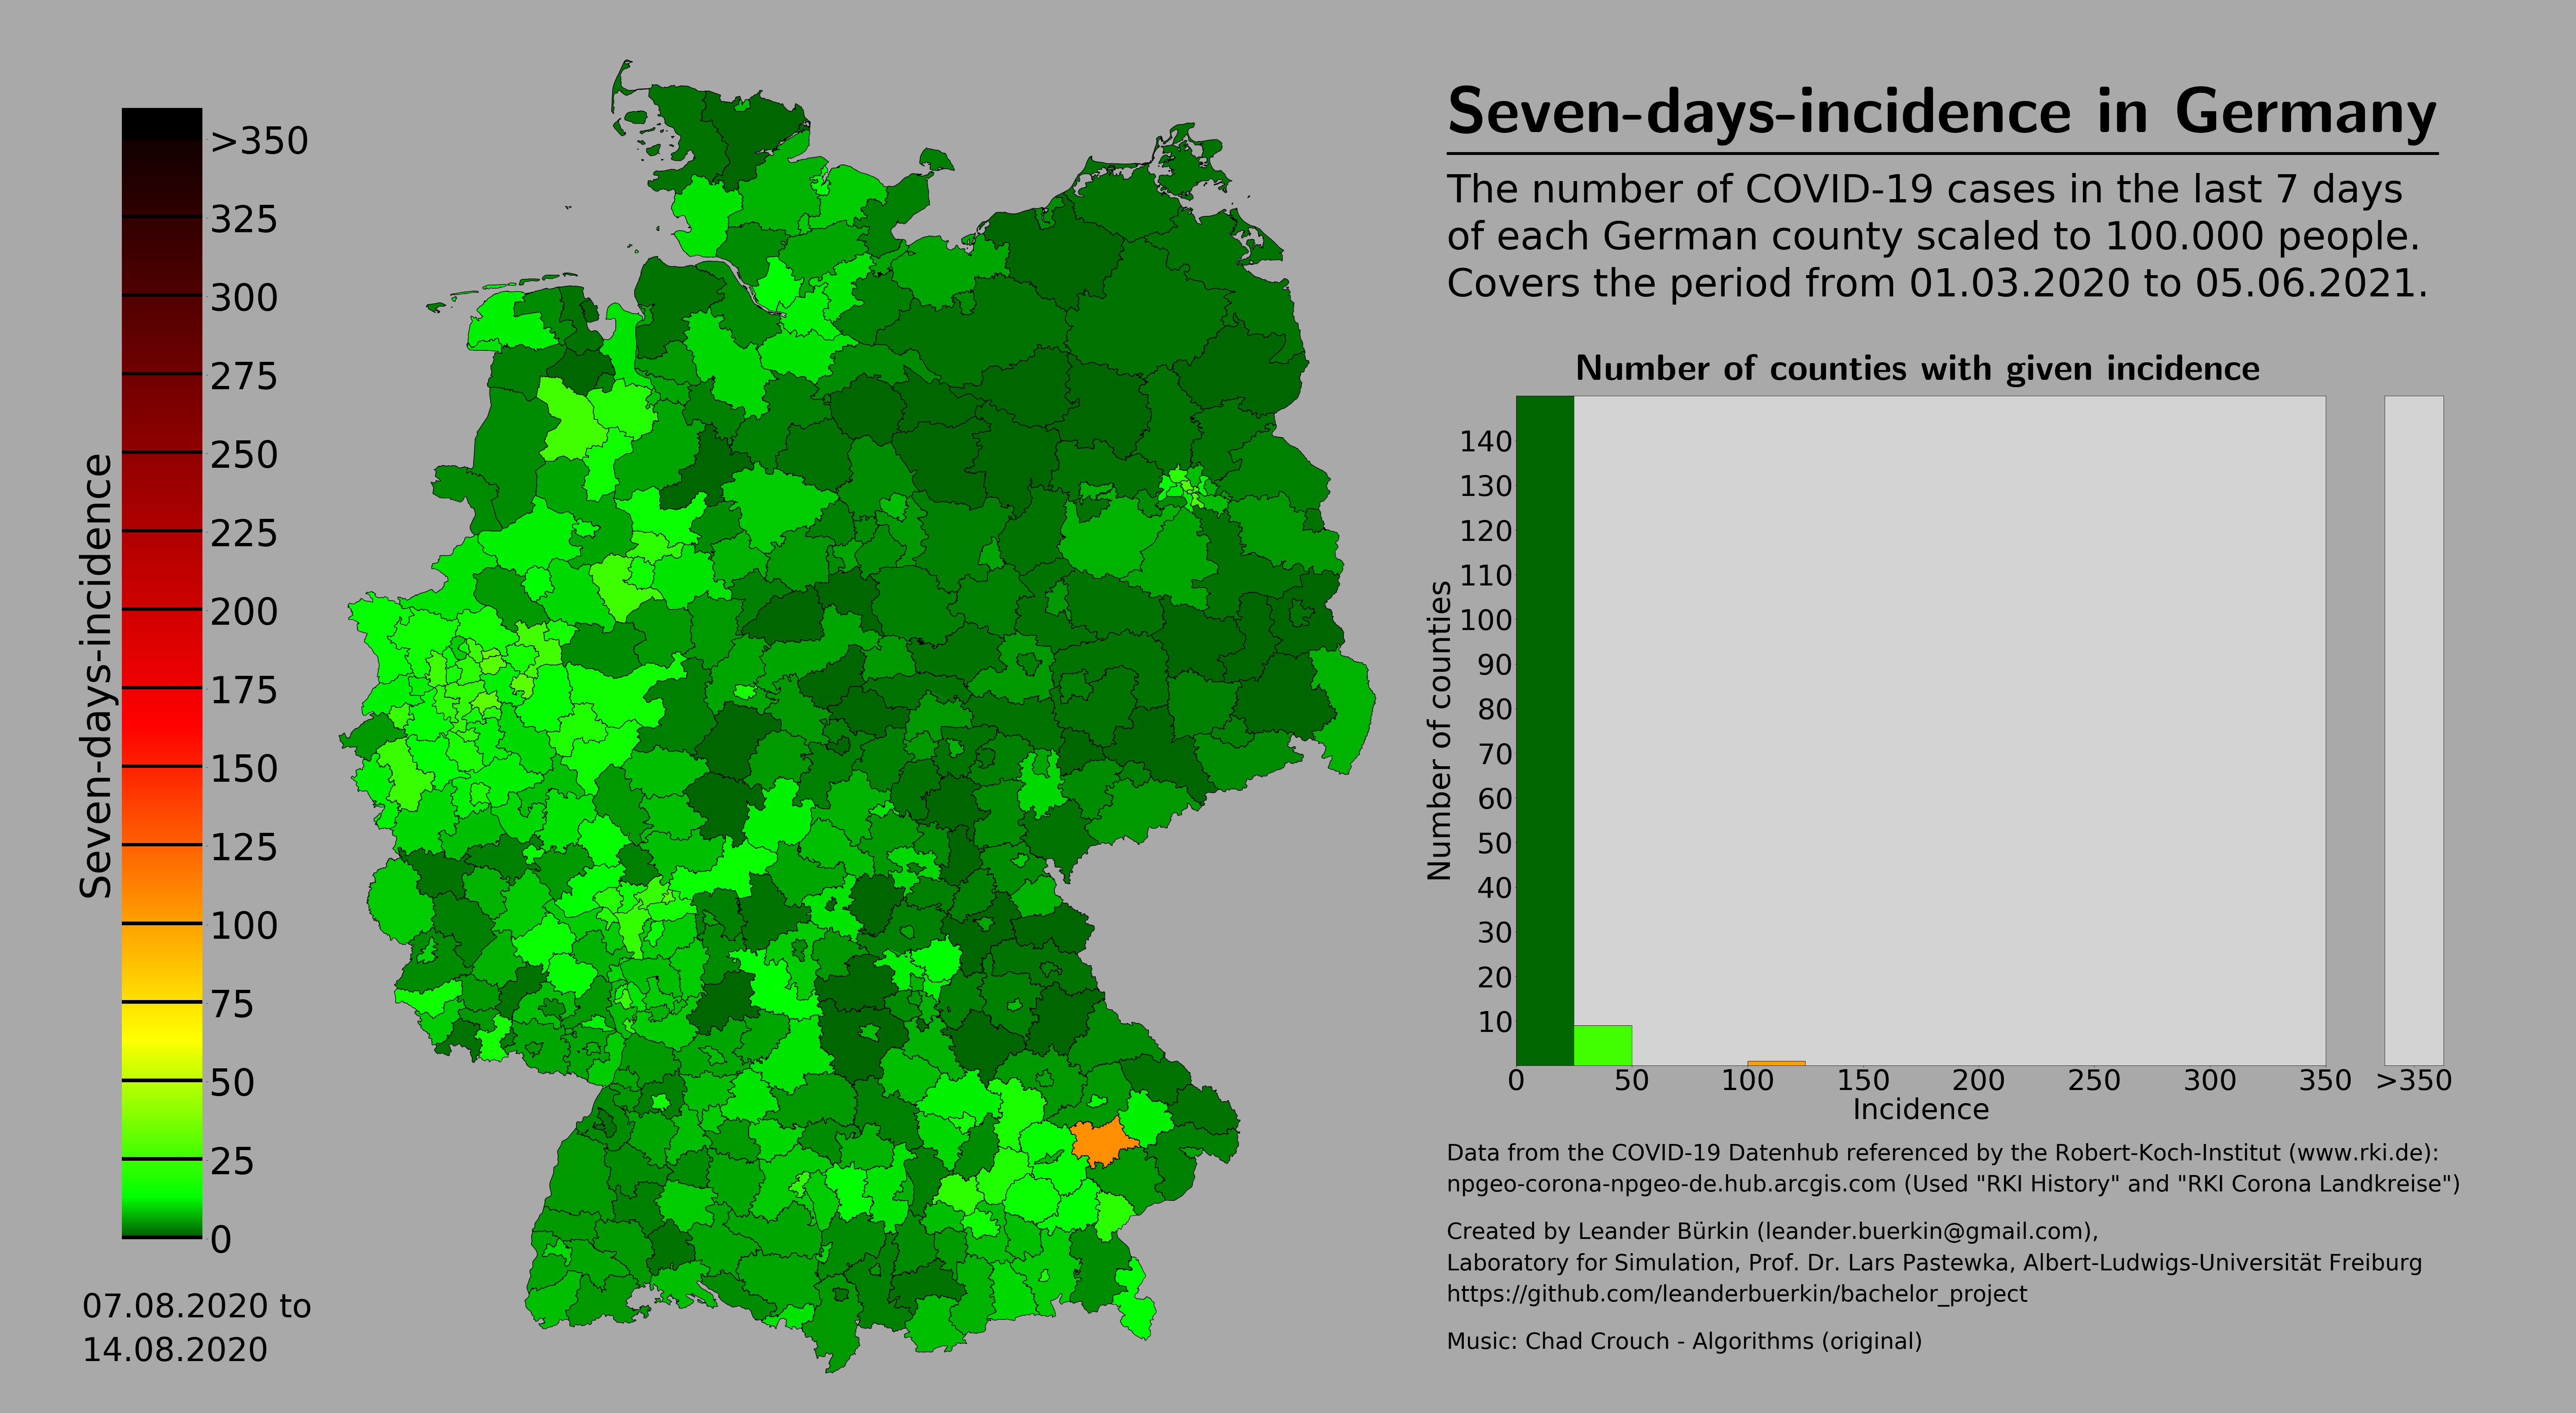 Seven-days-incidence in Germany
The number of COVID-19 cases in the last 7 days
of each German county scaled to 100.000 people.
Covers the period from 01.03.2020 to 05.06.2021.
>350
325
300
275
250
225
200
175
150
125
100
75
50
25
0
Seven-days-incidence
07.08.2020 to
14.08.2020
Number of counties with given incidence
140
130
120
110
100
90
80
70
60
50
40
30
20
10
Number of counties
0 50 100 150 200 250 300 350 >350
Incidence
Data from the COVID-19 Datenhub referenced by the Robert-Koch-Institut (www.rki.de):
npgeo-corona-npgeo-de.hub.arcgis.com (Used "RKI History" and "RKI Corona Landkreise")
Created by Leander Bürkin (leander.buerkin@gmail.com),
Laboratory for Simulation, Prof. Dr. Lars Pastewka, Albert-Ludwigs-Universität Freiburg
https://github.com/leanderbuerkin/bachelor_project
Music: Chad Crouch - Algorithms (original)